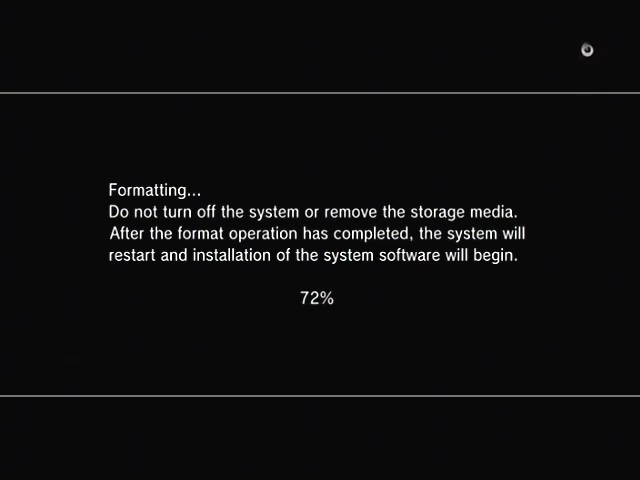 Formatting...
Do not turn off the system or remove the storage media.
After the format operation has completed, the system will
restart and installation of the system software will begin.
72%